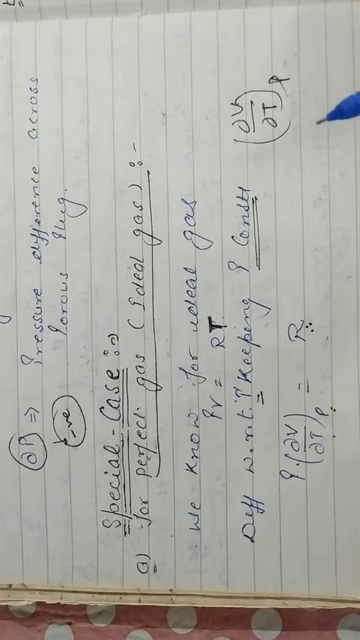 ∂P ⇒ Pressure difference across
Porous Plug.
-ve
Special-Case :→
a) for perfect gas (Ideal gas) :-
We know for ideal gas
Pv = RT
Diff w.r.t. T Keeping P Constt (∂V/∂T)P
P.(∂V/∂T)P = R